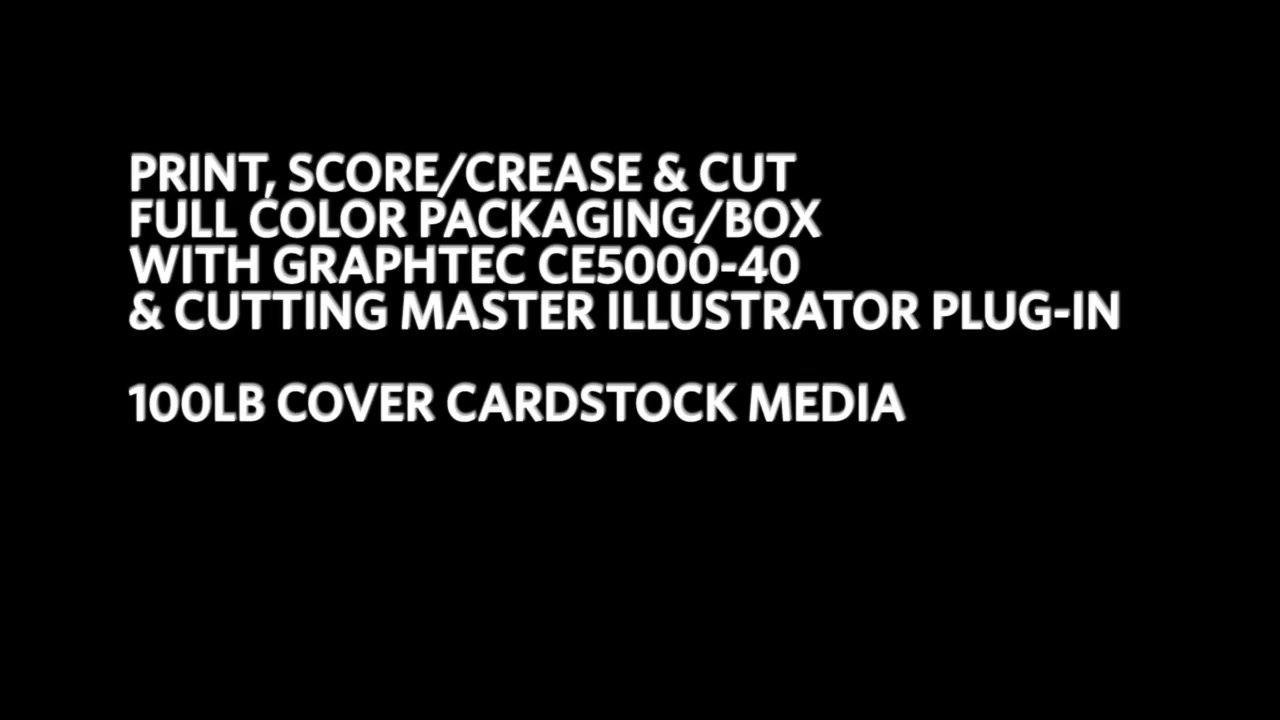 PRINT, SCORE/CREASE & CUT
FULL COLOR PACKAGING/BOX
WITH GRAPHTEC CE5000-40
& CUTTING MASTER ILLUSTRATOR PLUG-IN
100LB COVER CARDSTOCK MEDIA